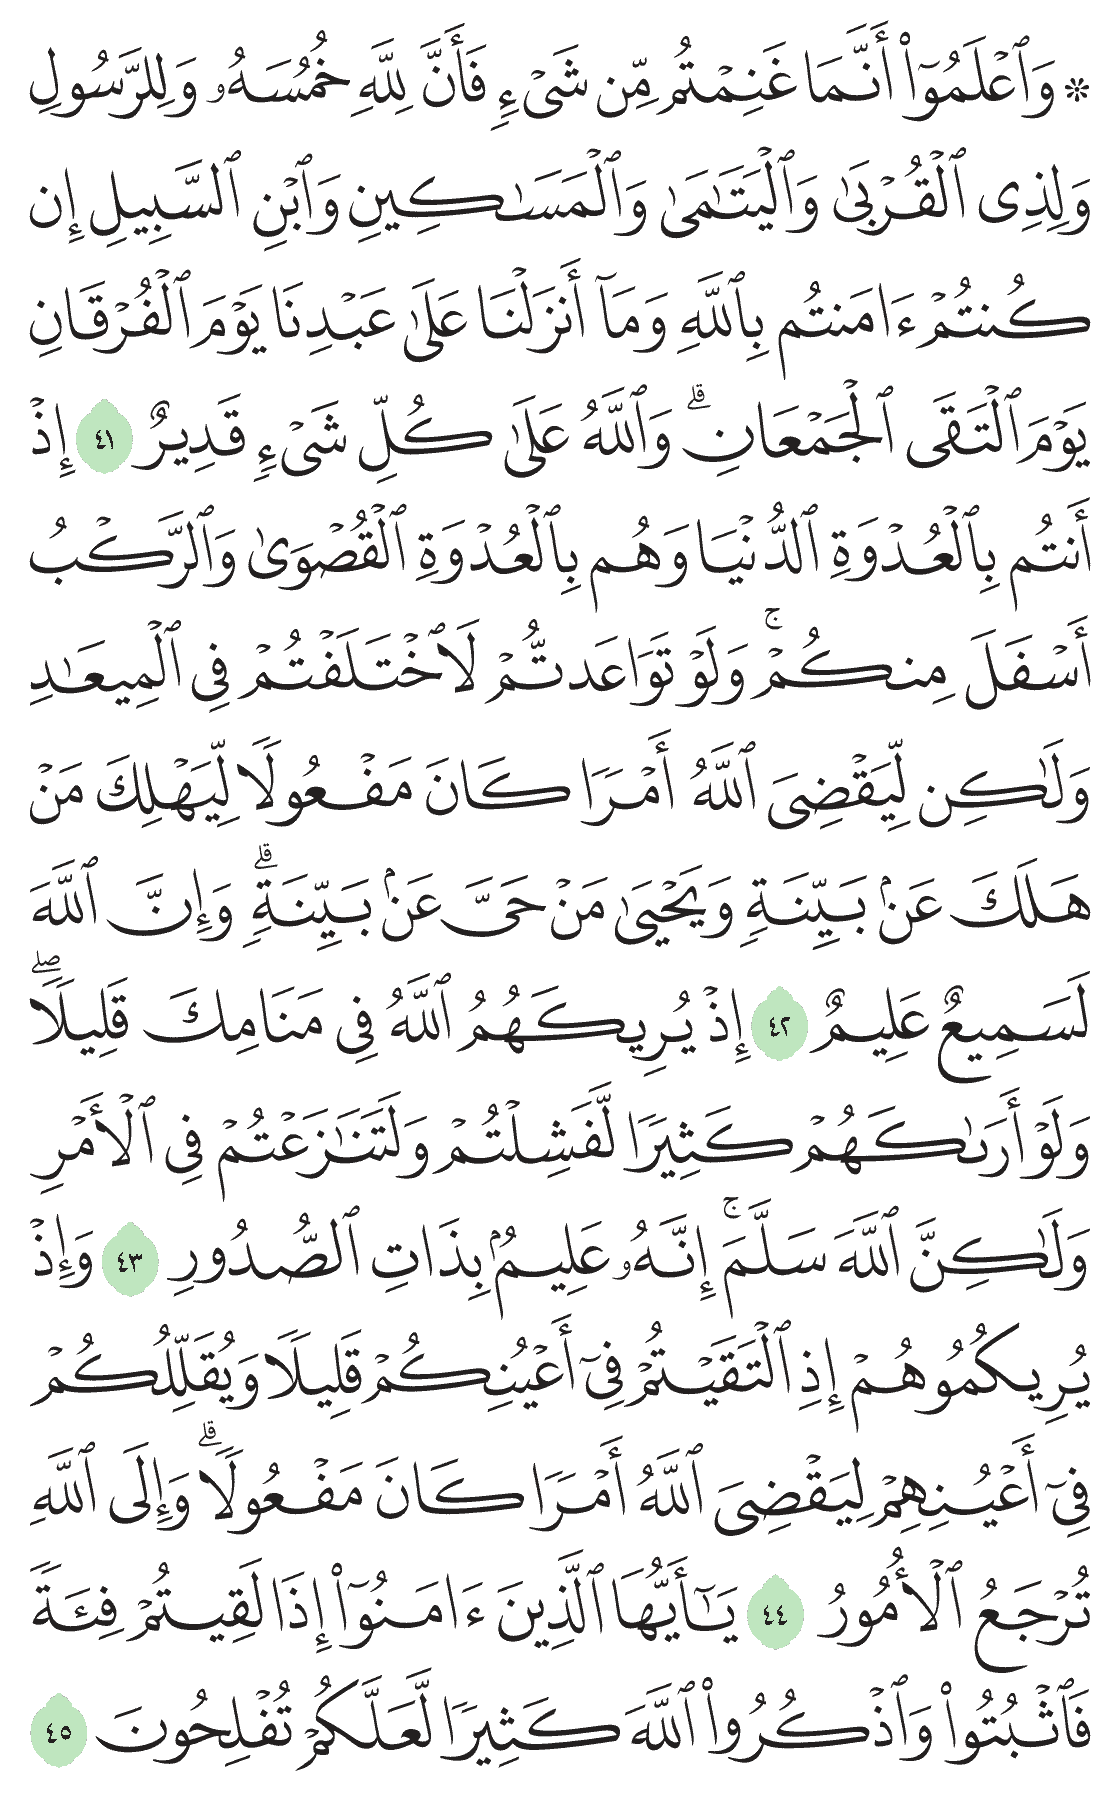 ۞ وَٱعۡلَمُوٓاْ أَنَّمَا غَنِمۡتُم مِّن شَيۡءٖ فَأَنَّ لِلَّهِ خُمُسَهُۥ وَلِلرَّسُولِ
وَلِذِي ٱلۡقُرۡبَىٰ وَٱلۡيَتَٰمَىٰ وَٱلۡمَسَٰكِينِ وَٱبۡنِ ٱلسَّبِيلِ إِن
كُنتُمۡ ءَامَنتُم بِٱللَّهِ وَمَآ أَنزَلۡنَا عَلَىٰ عَبۡدِنَا يَوۡمَ ٱلۡفُرۡقَانِ
يَوۡمَ ٱلۡتَقَى ٱلۡجَمۡعَانِۗ وَٱللَّهُ عَلَىٰ كُلِّ شَيۡءٖ قَدِيرٌ ٤١ إِذۡ
أَنتُم بِٱلۡعُدۡوَةِ ٱلدُّنۡيَا وَهُم بِٱلۡعُدۡوَةِ ٱلۡقُصۡوَىٰ وَٱلرَّكۡبُ
أَسۡفَلَ مِنكُمۡۚ وَلَوۡ تَوَاعَدتُّمۡ لَٱخۡتَلَفۡتُمۡ فِي ٱلۡمِيعَٰدِ
وَلَٰكِن لِّيَقۡضِيَ ٱللَّهُ أَمۡرٗا كَانَ مَفۡعُولٗا لِّيَهۡلِكَ مَنۡ
هَلَكَ عَنۢ بَيِّنَةٖ وَيَحۡيَىٰ مَنۡ حَيَّ عَنۢ بَيِّنَةٖۗ وَإِنَّ ٱللَّهَ
لَسَمِيعٌ عَلِيمٌ ٤٢ إِذۡ يُرِيكَهُمُ ٱللَّهُ فِي مَنَامِكَ قَلِيلٗاۖ
وَلَوۡ أَرَىٰكَهُمۡ كَثِيرٗا لَّفَشِلۡتُمۡ وَلَتَنَٰزَعۡتُمۡ فِي ٱلۡأَمۡرِ
وَلَٰكِنَّ ٱللَّهَ سَلَّمَۚ إِنَّهُۥ عَلِيمُۢ بِذَاتِ ٱلصُّدُورِ ٤٣ وَإِذۡ
يُرِيكُمُوهُمۡ إِذِ ٱلۡتَقَيۡتُمۡ فِيٓ أَعۡيُنِكُمۡ قَلِيلٗا وَيُقَلِّلُكُمۡ
فِيٓ أَعۡيُنِهِمۡ لِيَقۡضِيَ ٱللَّهُ أَمۡرٗا كَانَ مَفۡعُولٗاۗ وَإِلَى ٱللَّهِ
تُرۡجَعُ ٱلۡأُمُورُ ٤٤ يَٰٓأَيُّهَا ٱلَّذِينَ ءَامَنُوٓاْ إِذَا لَقِيتُمۡ فِئَةٗ
فَٱثۡبُتُواْ وَٱذۡكُرُواْ ٱللَّهَ كَثِيرٗا لَّعَلَّكُمۡ تُفۡلِحُونَ ٤٥